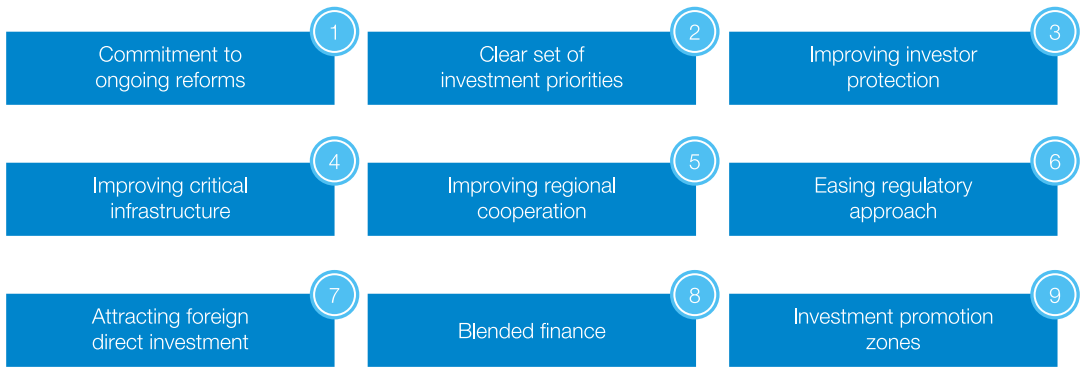 1
Commitment to
ongoing reforms
2
Clear set of
investment priorities
3
Improving investor
protection
4
Improving critical
infrastructure
5
Improving regional
cooperation
6
Easing regulatory
approach
7
Attracting foreign
direct investment
8
Blended finance
9
Investment promotion
zones